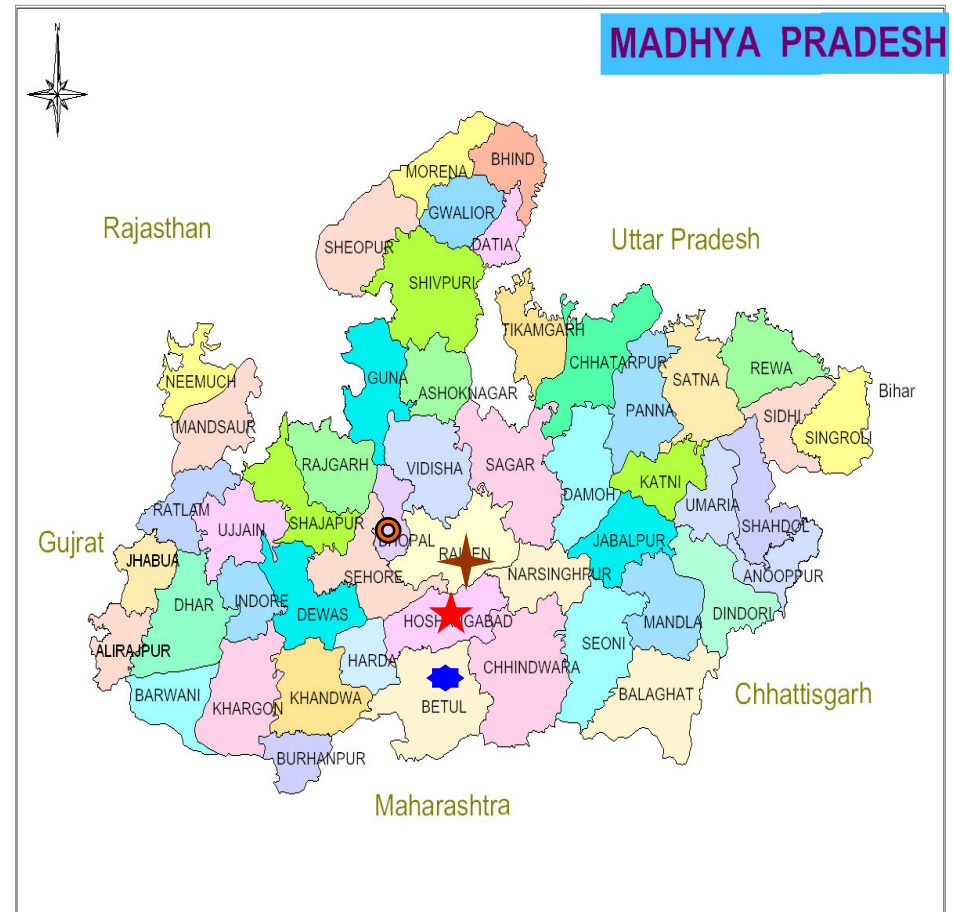 N
MADHYA PRADESH
BHIND
MORENA
GWALIOR
Rajasthan
Uttar Pradesh
SHEOPUR
DATIA
SHIVPURI
TIKAMGARH
CHHATARPUR
REWA
NEEMUCH
GUNA
ASHOKNAGAR
SATNA
Bihar
PANNA
SIDHI
MANDSAUR
SINGROLI
RAJGARH
VIDISHA
SAGAR
KATNI
DAMOH
UMARIA
RATLAM
UJJAIN
SHAJAPUR
SHAHDOL
Gujrat
BHOPAL
JABALPUR
RAISEN
JHABUA
SEHORE
NARSINGHPUR
ANOOPPUR
DHAR
INDORE
DEWAS
HOSHANGABAD
MANDLA
DINDORI
ALIRAJPUR
SEONI
HARDA
CHHINDWARA
BARWANI
KHANDWA
BALAGHAT
Chhattisgarh
KHARGON
BETUL
BURHANPUR
Maharashtra